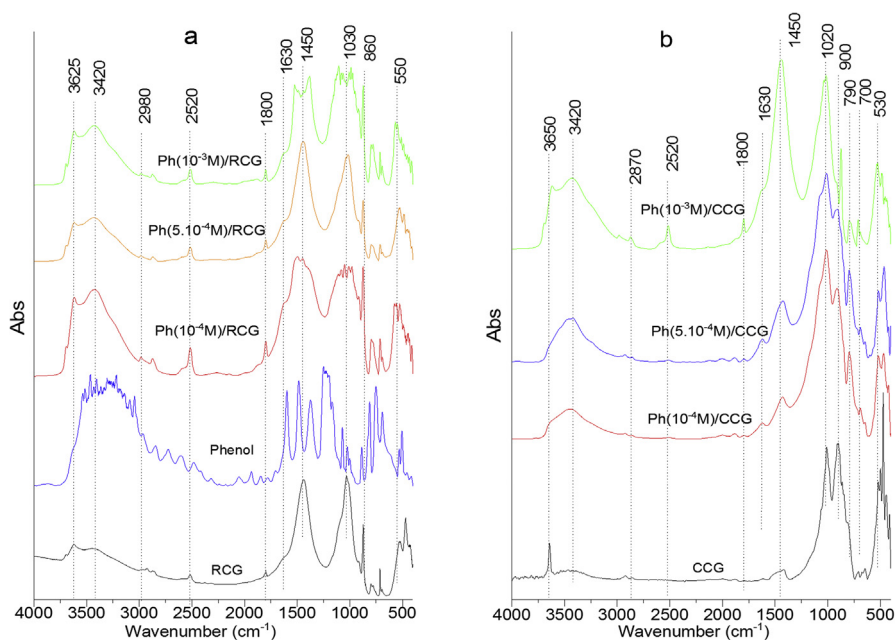 a
3625
3420
2980
2520
1800
1630
1450
1030
860
550
Ph(10⁻³M)/RCG
Ph(5.10⁻⁴M)/RCG
Ph(10⁻⁴M)/RCG
Phenol
RCG
Abs
4000 3500 3000 2500 2000 1500 1000 500
Wavenumber (cm⁻¹)
b
3650
3420
2870
2520
1800
1630
1450
1020
900
790
700
530
Ph(10⁻³M)/CCG
Ph(5.10⁻⁴M)/CCG
Ph(10⁻⁴M)/CCG
CCG
Abs
4000 3500 3000 2500 2000 1500 1000 500
Wavenumber (cm⁻¹)